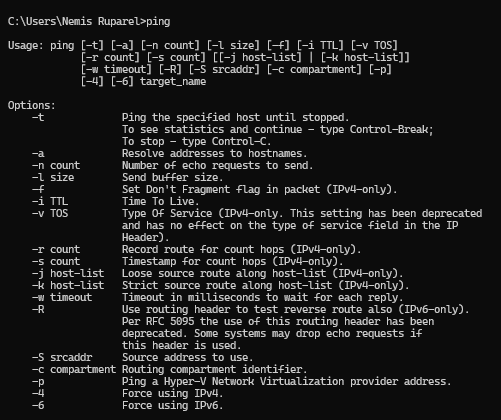 C:\Users\Nemis Ruparel>ping
Usage: ping [-t] [-a] [-n count] [-l size] [-f] [-i TTL] [-v TOS]
            [-r count] [-s count] [[-j host-list] | [-k host-list]]
            [-w timeout] [-R] [-S srcaddr] [-c compartment] [-p]
            [-4] [-6] target_name
Options:
    -t             Ping the specified host until stopped.
                   To see statistics and continue - type Control-Break;
                   To stop - type Control-C.
    -a             Resolve addresses to hostnames.
    -n count       Number of echo requests to send.
    -l size        Send buffer size.
    -f             Set Don't Fragment flag in packet (IPv4-only).
    -i TTL         Time To Live.
    -v TOS         Type Of Service (IPv4-only. This setting has been deprecated
                   and has no effect on the type of service field in the IP
                   Header).
    -r count       Record route for count hops (IPv4-only).
    -s count       Timestamp for count hops (IPv4-only).
    -j host-list   Loose source route along host-list (IPv4-only).
    -k host-list   Strict source route along host-list (IPv4-only).
    -w timeout     Timeout in milliseconds to wait for each reply.
    -R             Use routing header to test reverse route also (IPv6-only).
                   Per RFC 5095 the use of this routing header has been
                   deprecated. Some systems may drop echo requests if
                   this header is used.
    -S srcaddr     Source address to use.
    -c compartment Routing compartment identifier.
    -p             Ping a Hyper-V Network Virtualization provider address.
    -4             Force using IPv4.
    -6             Force using IPv6.